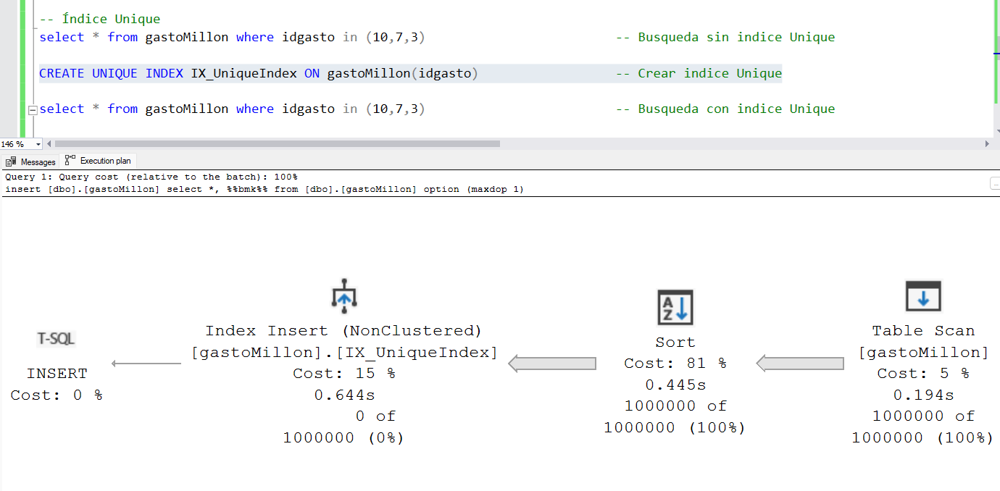 -- Índice Unique
select * from gastoMillon where idgasto in (10,7,3) -- Busqueda sin indice Unique
CREATE UNIQUE INDEX IX_UniqueIndex ON gastoMillon(idgasto) -- Crear indice Unique
select * from gastoMillon where idgasto in (10,7,3) -- Busqueda con indice Unique
146 %
Messages Execution plan
Query 1: Query cost (relative to the batch): 100%
insert [dbo].[gastoMillon] select *, %%bmk%% from [dbo].[gastoMillon] option (maxdop 1)
T-SQL
INSERT
Cost: 0 %
Index Insert (NonClustered)
[gastoMillon].[IX_UniqueIndex]
Cost: 15 %
0.644s
0 of
1000000 (0%)
A
Z
Sort
Cost: 81 %
0.445s
1000000 of
1000000 (100%)
Table Scan
[gastoMillon]
Cost: 5 %
0.194s
1000000 of
1000000 (100%)